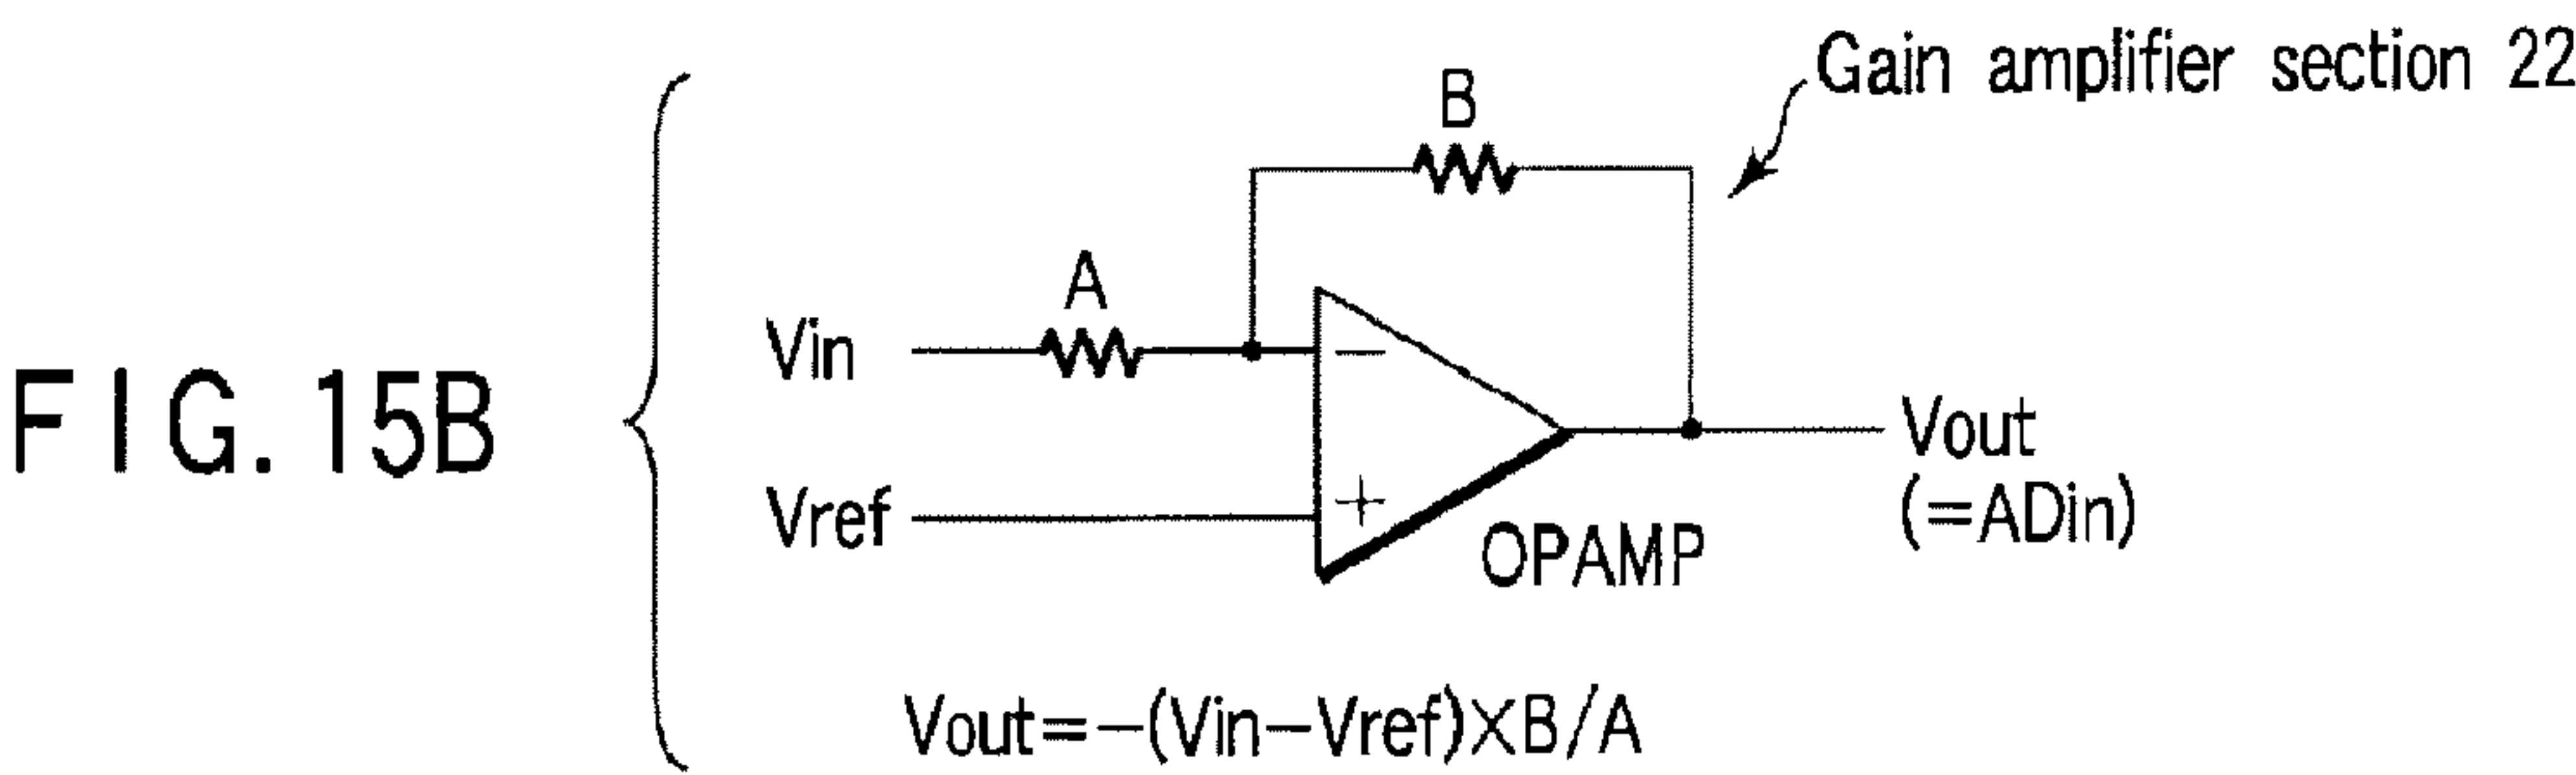 Gain amplifier section 22
B
A
Vin
FIG. 15B
−
Vref
+
OPAMP
Vout
(=ADin)
Vout=−(Vin−Vref)×B/A